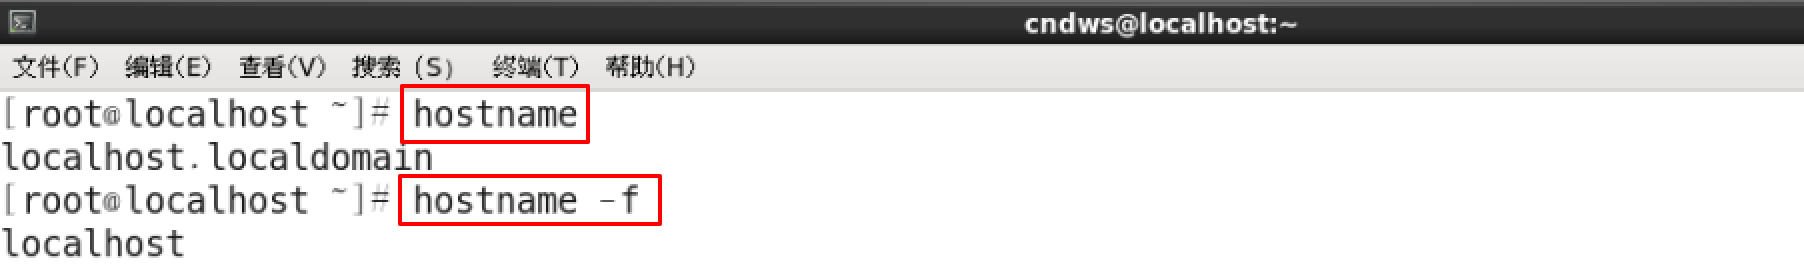 cndws@localhost:~
文件(F) 编辑(E) 查看(V) 搜索 (S) 终端(T) 帮助(H)
[root@localhost ~]# hostname
localhost.localdomain
[root@localhost ~]# hostname -f
localhost